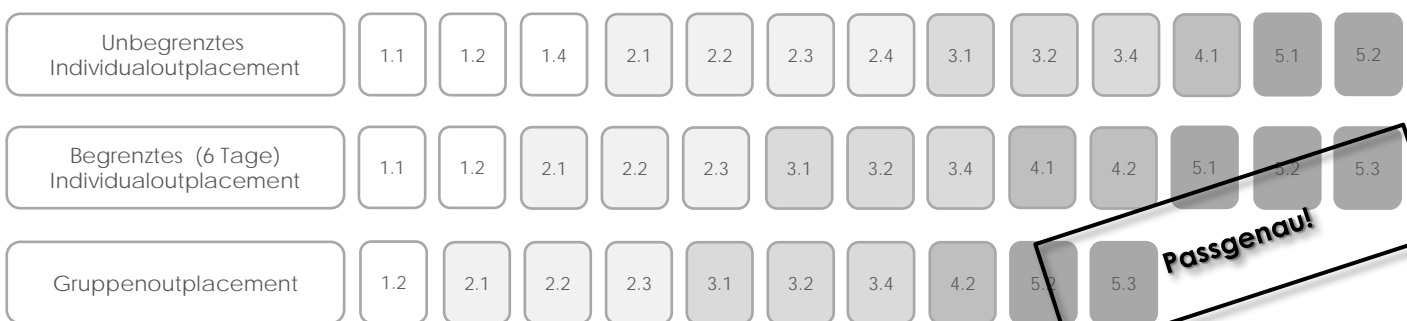 Unbegrenztes
Individualoutplacement
1.1 1.2 1.4 2.1 2.2 2.3 2.4 3.1 3.2 3.4 4.1 5.1 5.2
Begrenztes (6 Tage)
Individualoutplacement
1.1 1.2 2.1 2.2 2.3 3.1 3.2 3.4 4.1 4.2 5.1 5.2 5.3
Gruppenoutplacement
1.2 2.1 2.2 2.3 3.1 3.2 3.4 4.2 5.2 5.3
Passgenau!